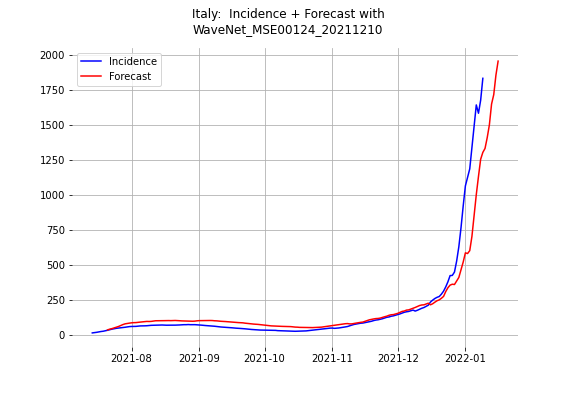 Italy:  Incidence + Forecast with
WaveNet_MSE00124_20211210
Incidence
Forecast
2000
1750
1500
1250
1000
750
500
250
0
2021-08 2021-09 2021-10 2021-11 2021-12 2022-01